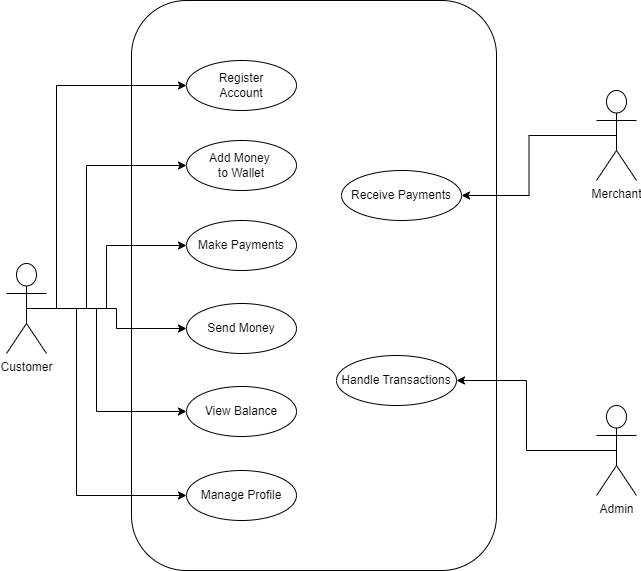 Register
Account
Add Money
to Wallet
Make Payments
Send Money
View Balance
Manage Profile
Customer
Receive Payments
Handle Transactions
Merchant
Admin